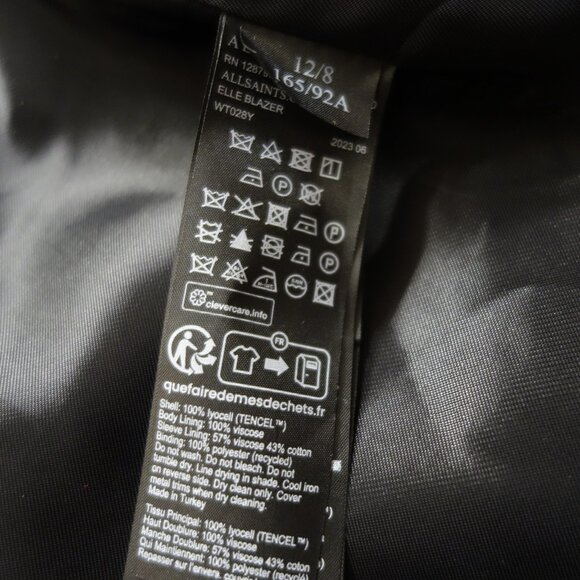 12/8
RN 1287
165/92A
ALLSAINTS
ELLE BLAZER
WT028Y
2023 06
P
P
P
™
clevercare.info
FR
quefairedemesdechets.fr
Shell: 100% lyocell (TENCEL™)
Body Lining: 100% viscose
Sleeve Lining: 57% viscose 43% cotton
Binding: 100% polyester (recycled)
Do not wash. Do not bleach. Do not
tumble dry. Line drying in shade. Cool iron
on reverse side. Dry clean only. Cover
metal trims when dry cleaning.
Made in Turkey
Tissu Principal: 100% lyocell (TENCEL™)
Haut Doublure: 100% viscose
Manche Doublure: 57% viscose 43% coton
Qui Maintiennent: 100% polyester (recycle)
Repasser sur l'envers.